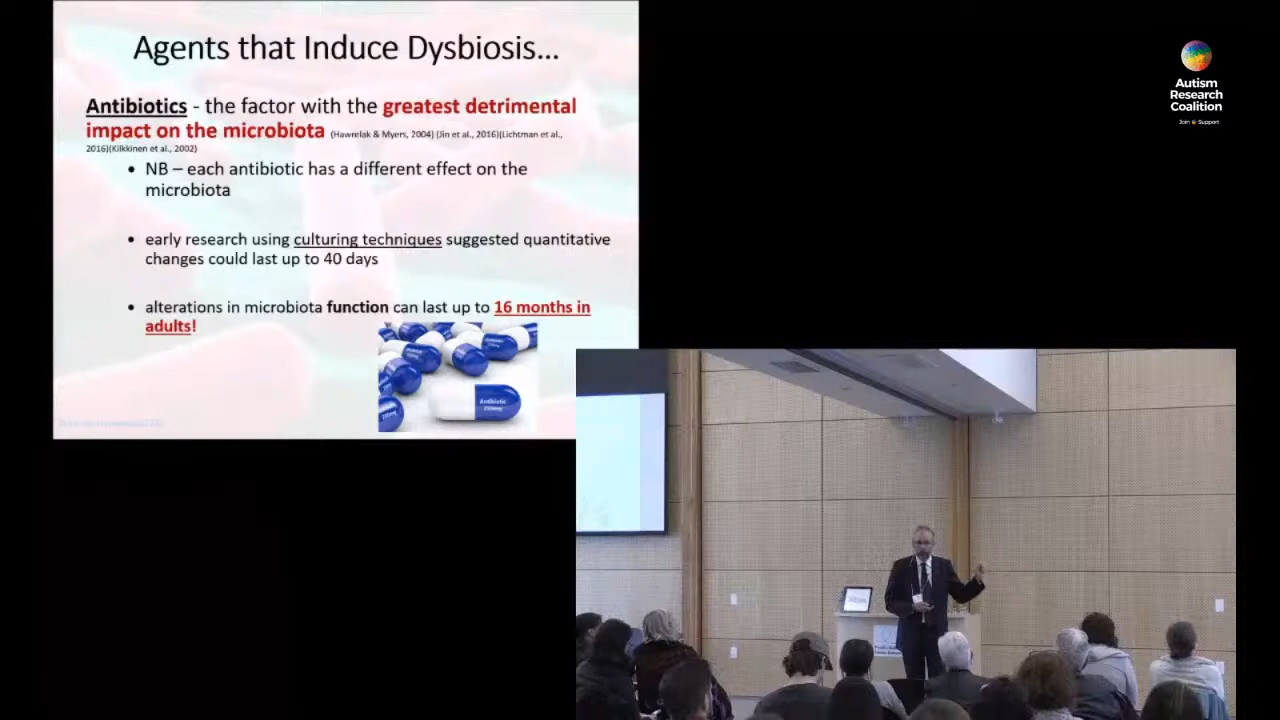 Agents that Induce Dysbiosis...
Antibiotics - the factor with the greatest detrimental
impact on the microbiota (Hawrelak & Myers, 2004) (Jin et al., 2016)(Lichtman et al.,
2016)(Kilkkinen et al., 2002)
• NB – each antibiotic has a different effect on the
microbiota
• early research using culturing techniques suggested quantitative
changes could last up to 40 days
• alterations in microbiota function can last up to 16 months in
adults!
Antibiotic
250mg
Autism
Research
Coalition
Join Support